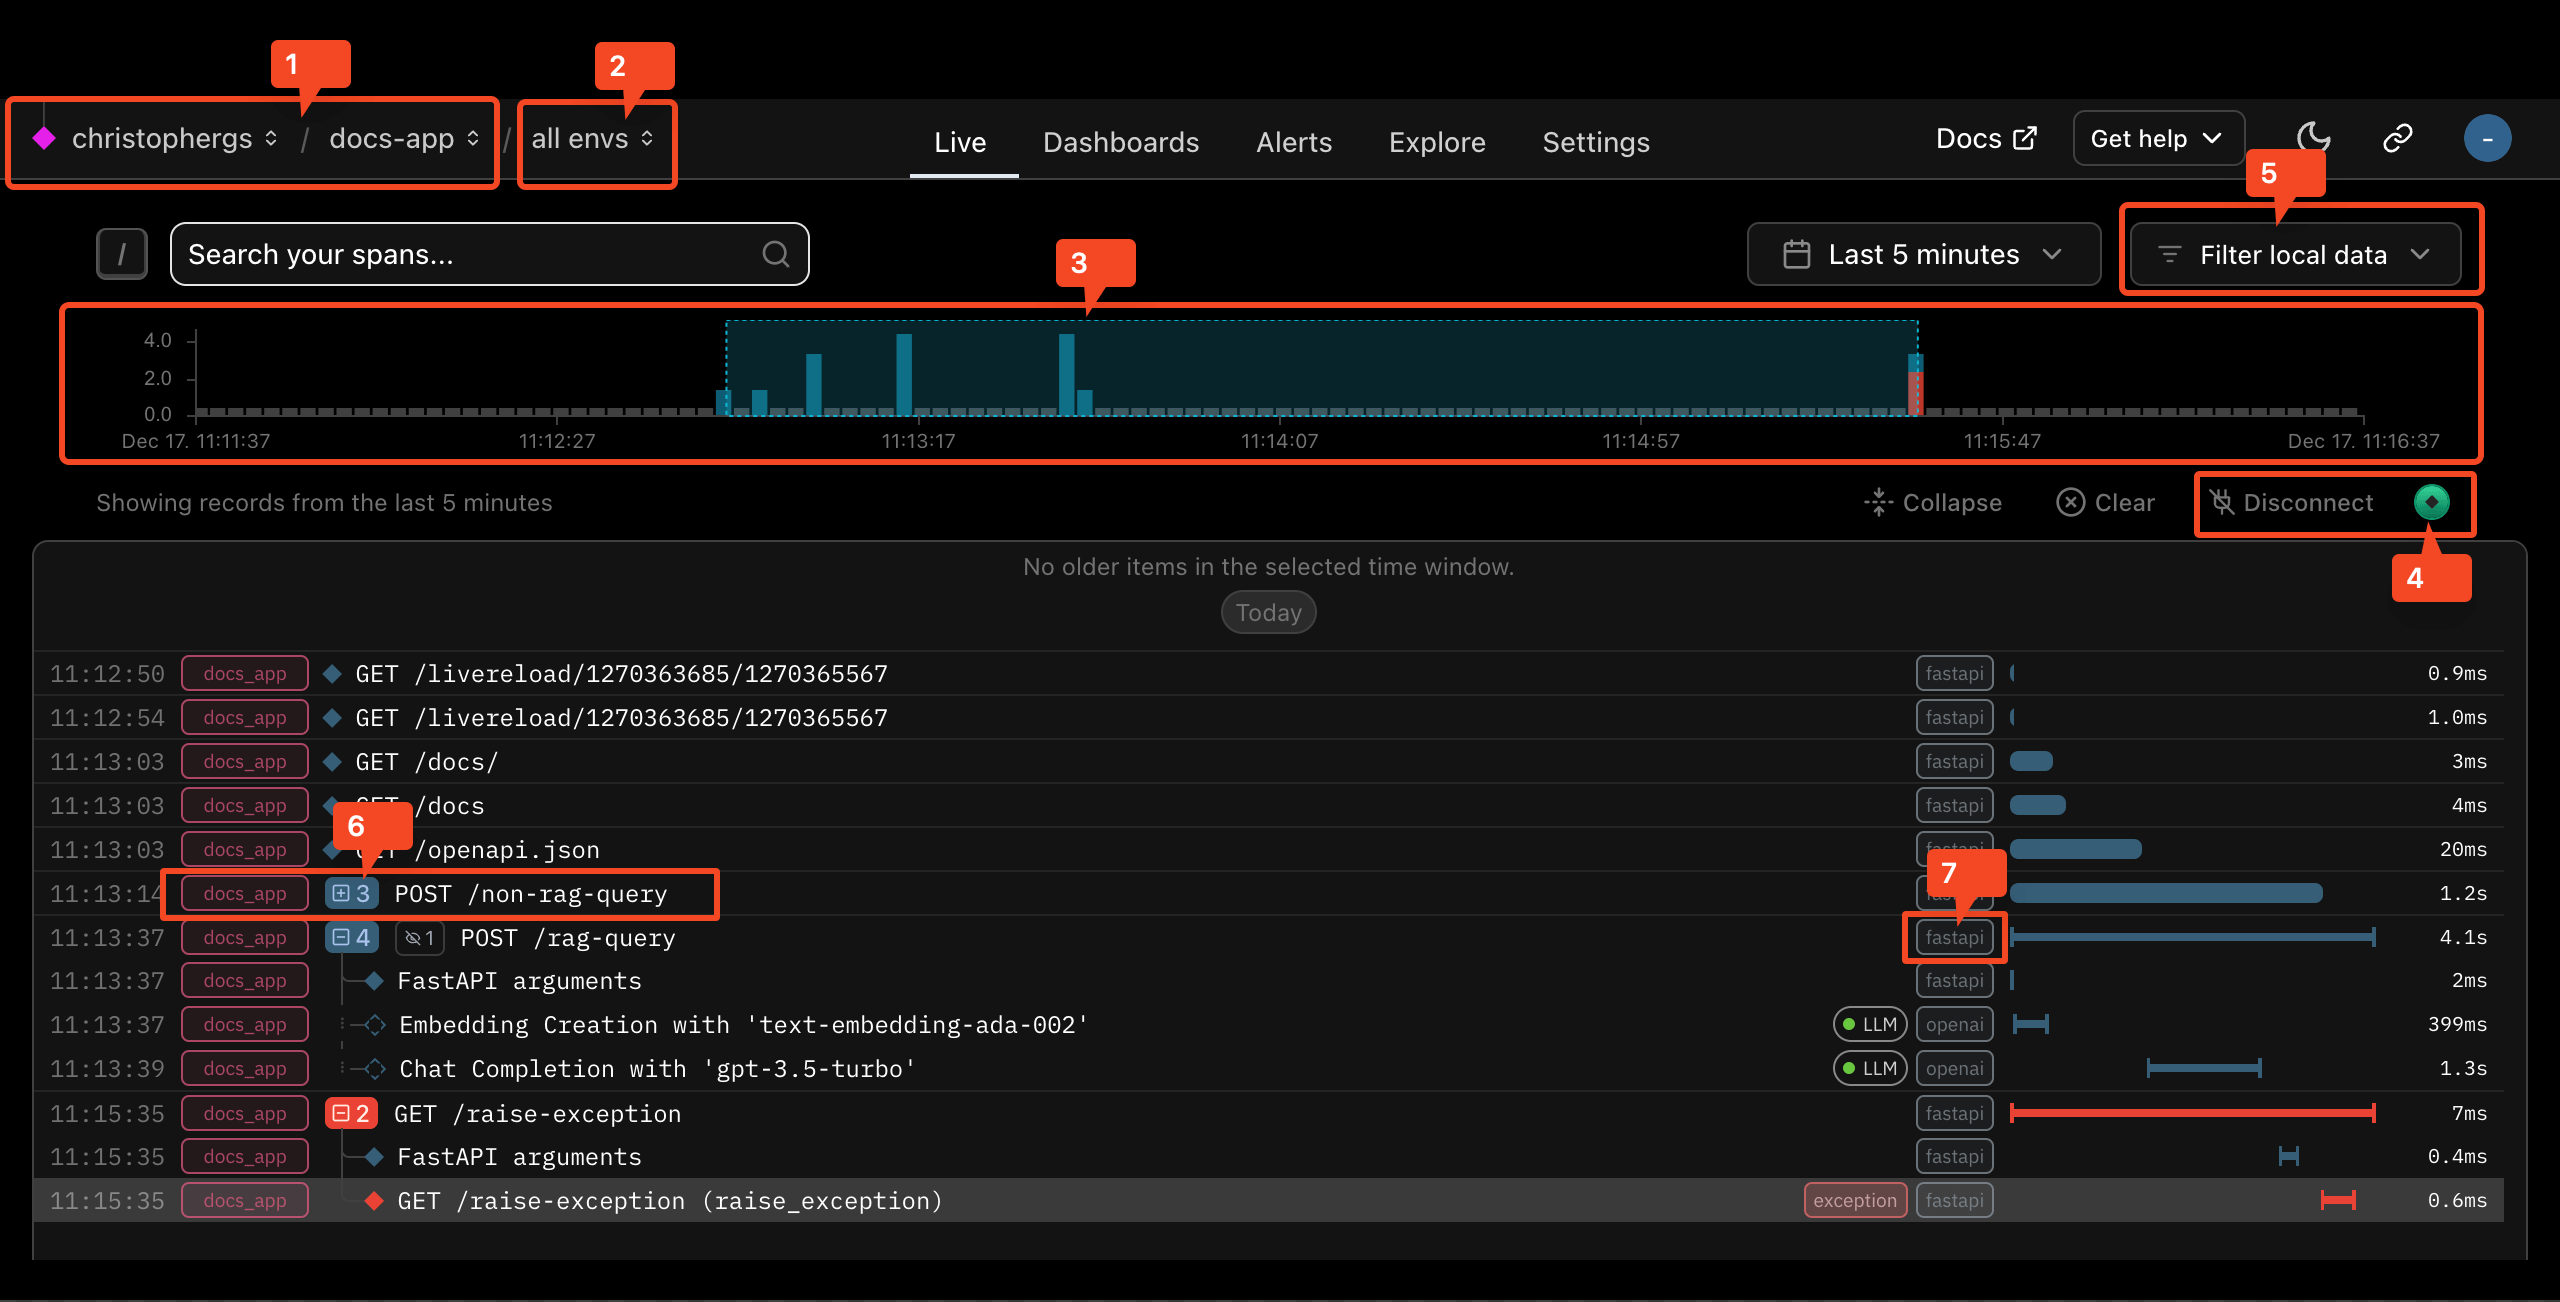 1
2
christophergs / docs-app / all envs
Live Dashboards Alerts Explore Settings
Docs Get help -
5
/ Search your spans... Last 5 minutes Filter local data
3
4.0
2.0
0.0
Dec 17, 11:11:37 11:12:27 11:13:17 11:14:07 11:14:57 11:15:47 Dec 17, 11:16:37
Showing records from the last 5 minutes Collapse Clear Disconnect
4
No older items in the selected time window.
Today
11:12:50 docs_app GET /livereload/1270363685/1270365567 fastapi 0.9ms
11:12:54 docs_app GET /livereload/1270363685/1270365567 fastapi 1.0ms
11:13:03 docs_app GET /docs/ fastapi 3ms
11:13:03 docs_app GET /docs fastapi 4ms
6
11:13:03 docs_app GET /openapi.json fastapi 20ms
7
11:13:14 docs_app 3 POST /non-rag-query fastapi 1.2s
11:13:37 docs_app 4 1 POST /rag-query fastapi 4.1s
11:13:37 docs_app FastAPI arguments fastapi 2ms
11:13:37 docs_app Embedding Creation with 'text-embedding-ada-002' LLM openai 399ms
11:13:39 docs_app Chat Completion with 'gpt-3.5-turbo' LLM openai 1.3s
11:15:35 docs_app 2 GET /raise-exception fastapi 7ms
11:15:35 docs_app FastAPI arguments fastapi 0.4ms
11:15:35 docs_app GET /raise-exception (raise_exception) exception fastapi 0.6ms